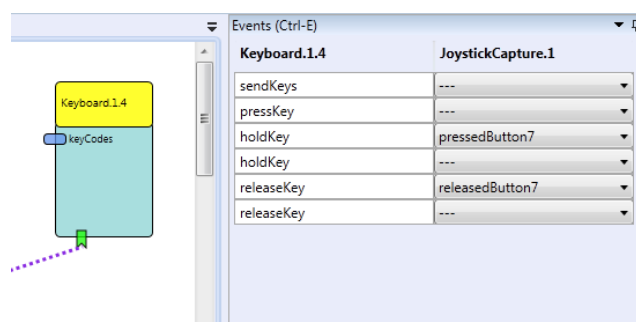 Events (Ctrl-E)
Keyboard.1.4 JoystickCapture.1
sendKeys ---
pressKey ---
holdKey pressedButton7
holdKey ---
releaseKey releasedButton7
releaseKey ---
Keyboard.1.4
keyCodes